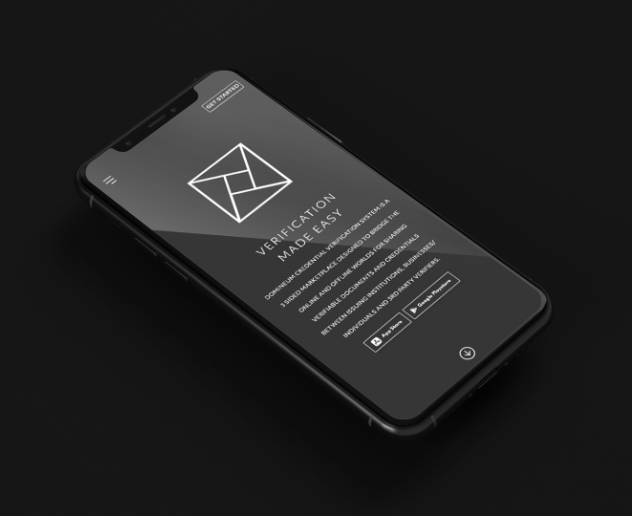 GET STARTED
VERIFICATION
MADE EASY
DOMINEUM CREDENTIAL VERIFICATION SYSTEM IS A
3 SIDED MARKETPLACE DESIGNED TO BRIDGE THE
ONLINE AND OFFLINE WORLDS FOR SHARING
VERIFIABLE DOCUMENTS AND CREDENTIALS
BETWEEN ISSUING INSTITUTIONS, BUSINESSES/
INDIVIDUALS AND 3RD PARTY VERIFIERS.
App Store
Google Playstore